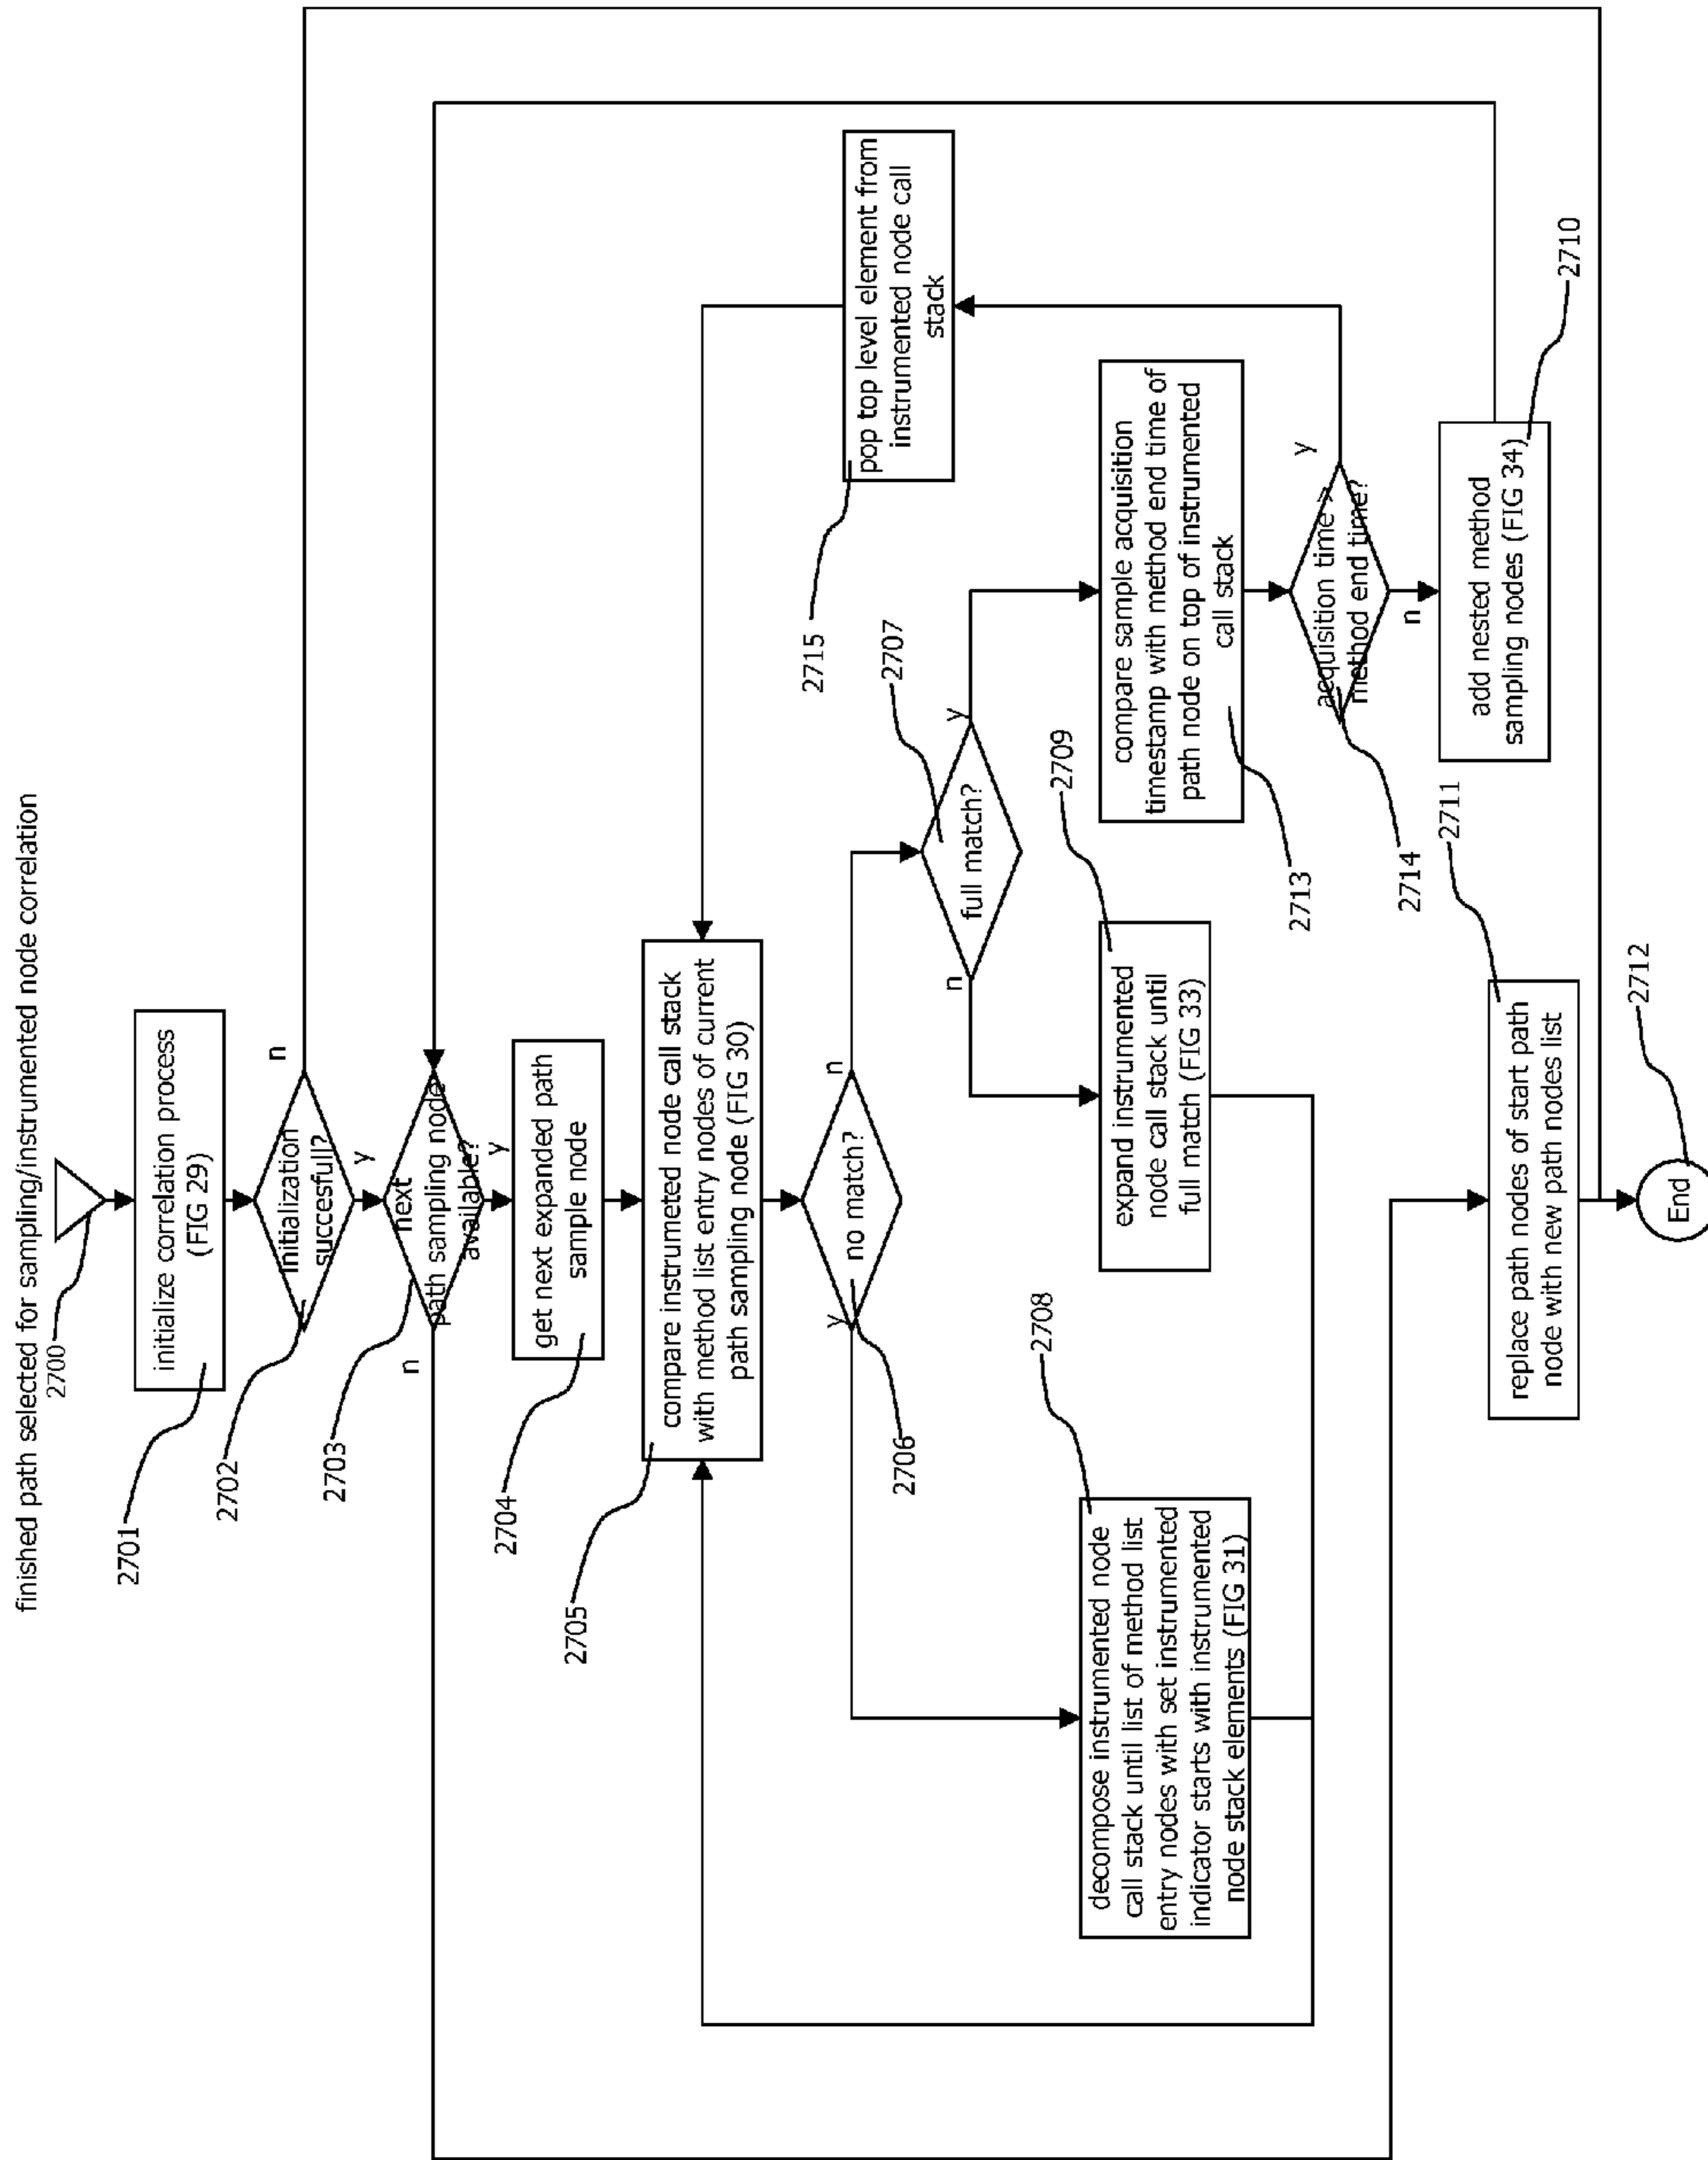 finished path selected for sampling/instrumented node correlation
2700
initialize correlation process
(FIG 29)
2701
initialization
succesfull?
n
y
2702
next
path sampling node
available?
n
y
2703
get next expanded path
sample node
2704
compare instrumeted node call stack
with method list entry nodes of current
path sampling node (FIG 30)
2705
pop top level element from
instrumented node call
stack
2715
no match?
y
n
2706
full match?
n
y
2707
decompose instrumented node
call stack until list of method list
entry nodes with set instrumented
indicator starts with instrumented
node stack elements (FIG 31)
2708
expand instrumented
node call stack until
full match (FIG 33)
2709
compare sample acquisition
timestamp with method end time of
path node on top of instrumented
call stack
2713
acquisition time >
method end time?
y
n
2714
add nested method
sampling nodes (FIG 34)
2710
replace path nodes of start path
node with new path nodes list
2711
End
2712